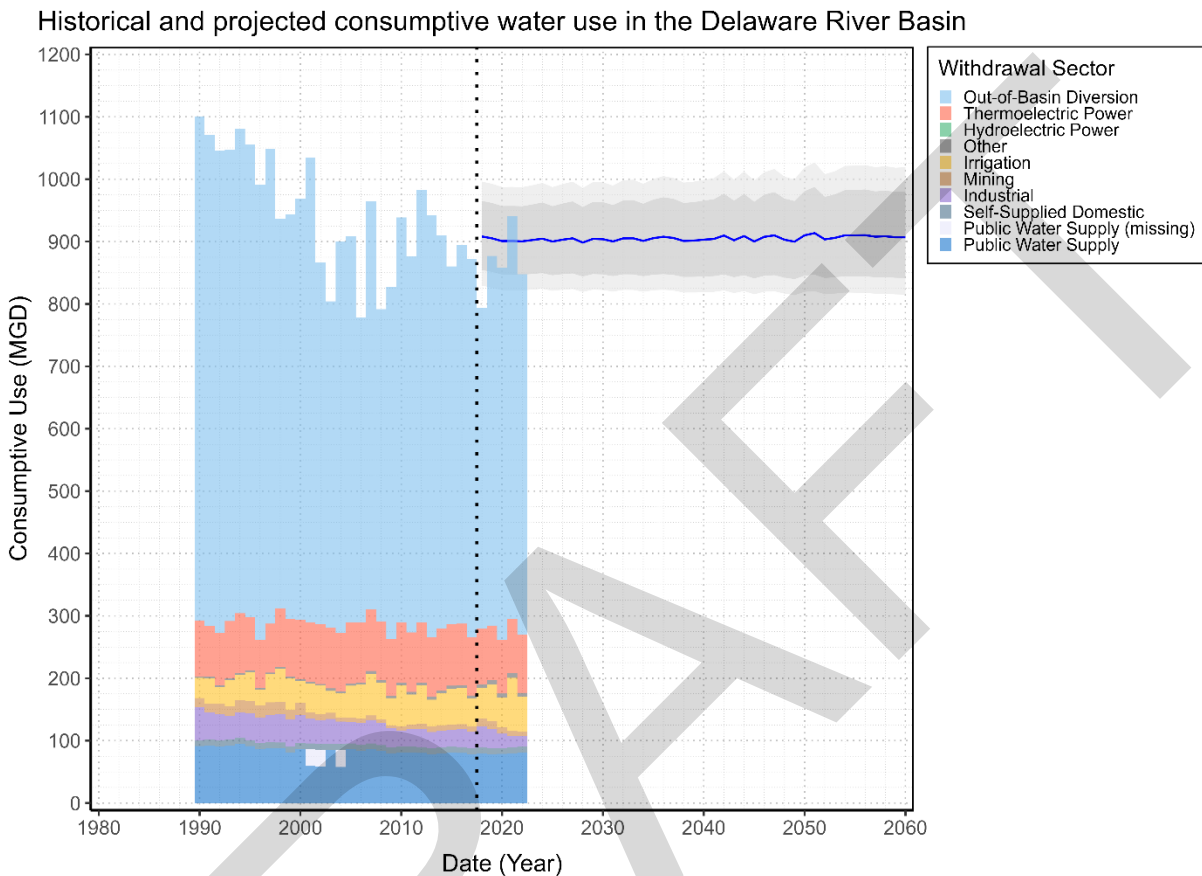 Historical and projected consumptive water use in the Delaware River Basin
1200
1100
1000
900
800
700
600
500
400
300
200
100
0
Consumptive Use (MGD)
1980 1990 2000 2010 2020 2030 2040 2050 2060
Date (Year)
Withdrawal Sector
Out-of-Basin Diversion
Thermoelectric Power
Hydroelectric Power
Other
Irrigation
Mining
Industrial
Self-Supplied Domestic
Public Water Supply (missing)
Public Water Supply
DRAFT